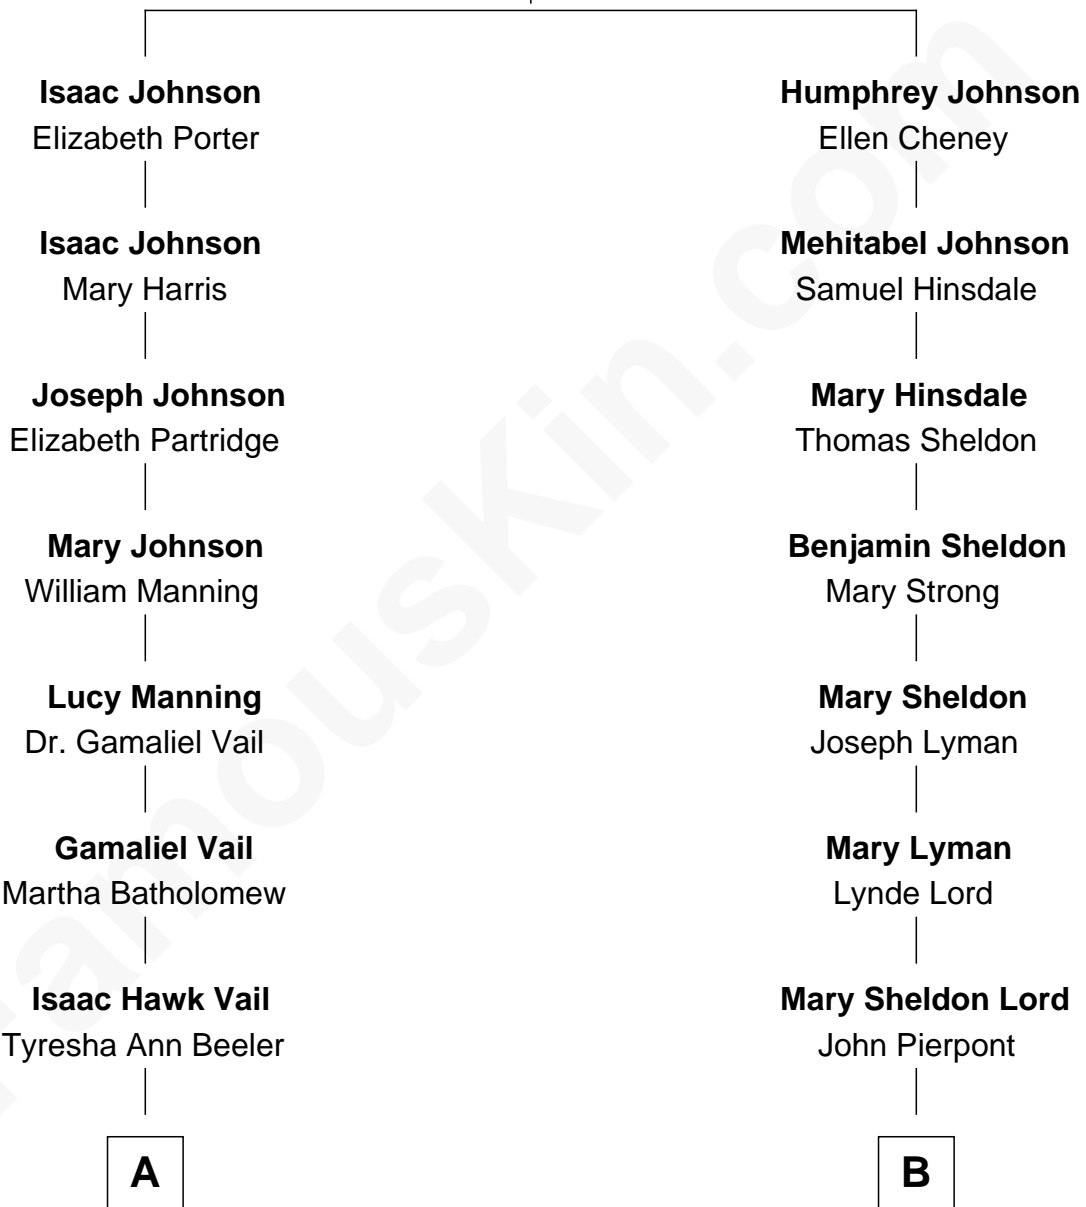 Isaac Johnson
Elizabeth Porter
Isaac Johnson
Mary Harris
Joseph Johnson
Elizabeth Partridge
Mary Johnson
William Manning
Lucy Manning
Dr. Gamaliel Vail
Gamaliel Vail
Martha Batholomew
Isaac Hawk Vail
Tyresha Ann Beeler
A
Humphrey Johnson
Ellen Cheney
Mehitabel Johnson
Samuel Hinsdale
Mary Hinsdale
Thomas Sheldon
Benjamin Sheldon
Mary Strong
Mary Sheldon
Joseph Lyman
Mary Lyman
Lynde Lord
Mary Sheldon Lord
John Pierpont
B
FamousKin.com